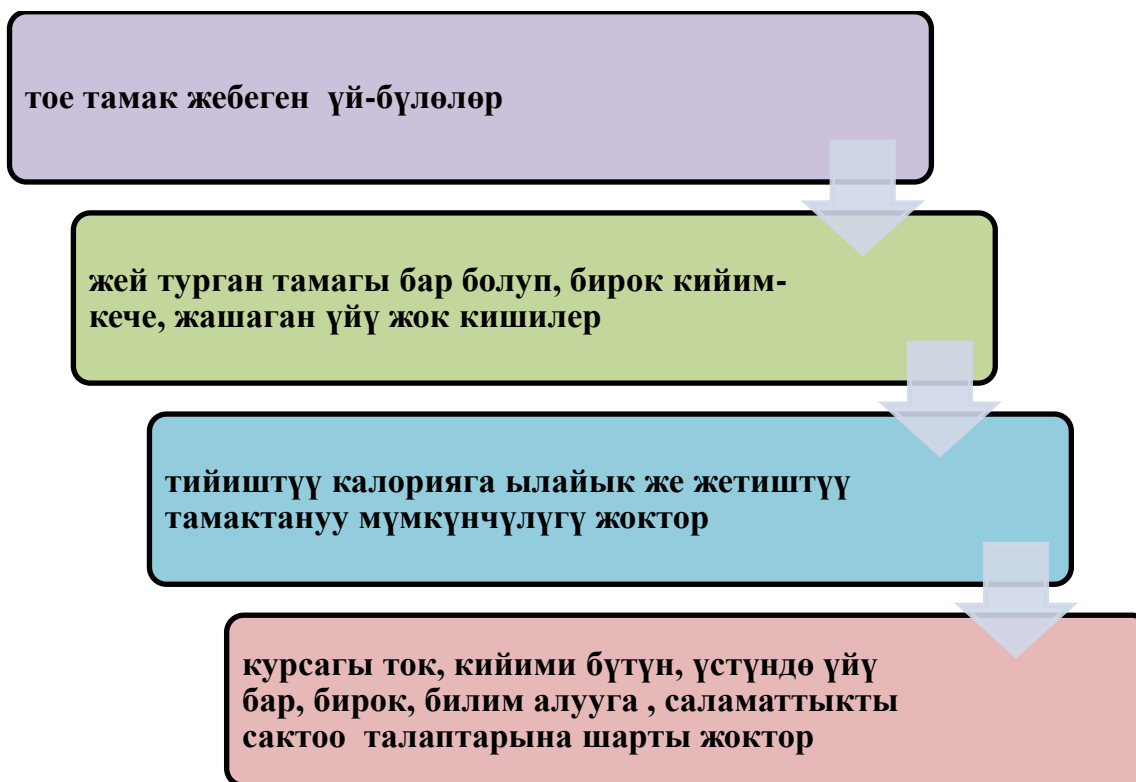 тое тамак жебеген үй-бүлөлөр
жей турган тамагы бар болуп, бирок кийим-
кече, жашаган үйү жок кишилер
тийиштүү калорияга ылайык же жетиштүү
тамактануу мүмкүнчүлүгү жоктор
курсагы ток, кийими бүтүн, үстүндө үйү
бар, бирок, билим алууга , саламаттыкты
сактоо талаптарына шарты жоктор